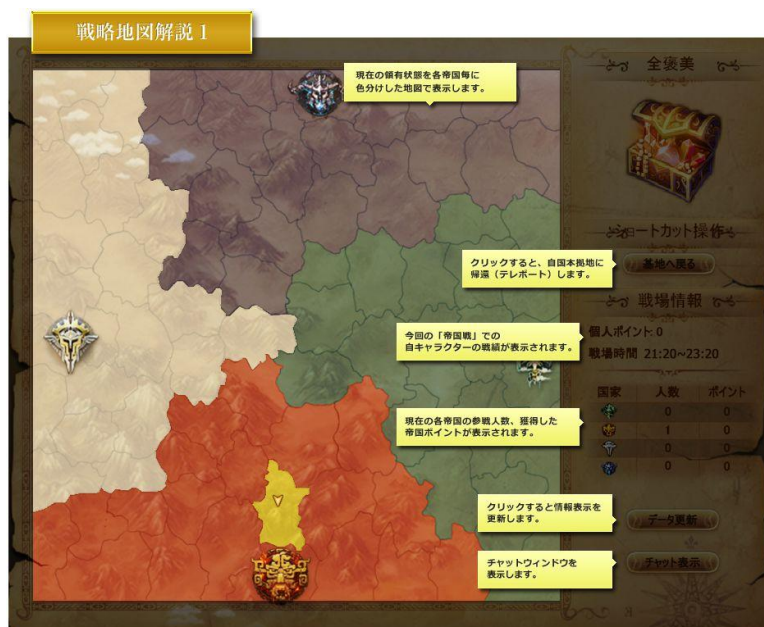 戦略地図解説 1
現在の領有状態を各帝国毎に
色分けした地図で表示します。
全褒美
ショートカット操作
クリックすると、自国本拠地に
帰還（テレポート）します。
基地へ戻る
戦場情報
今回の「帝国戦」での
自キャラクターの戦績が表示されます。
個人ポイント: 0
戦場時間 21:20~23:20
国家 人数 ポイント
0 0
1 0
0 0
0 0
現在の各帝国の参戦人数、獲得した
帝国ポイントが表示されます。
クリックすると情報表示を
更新します。
データ更新
チャットウィンドウを
表示します。
チャット表示